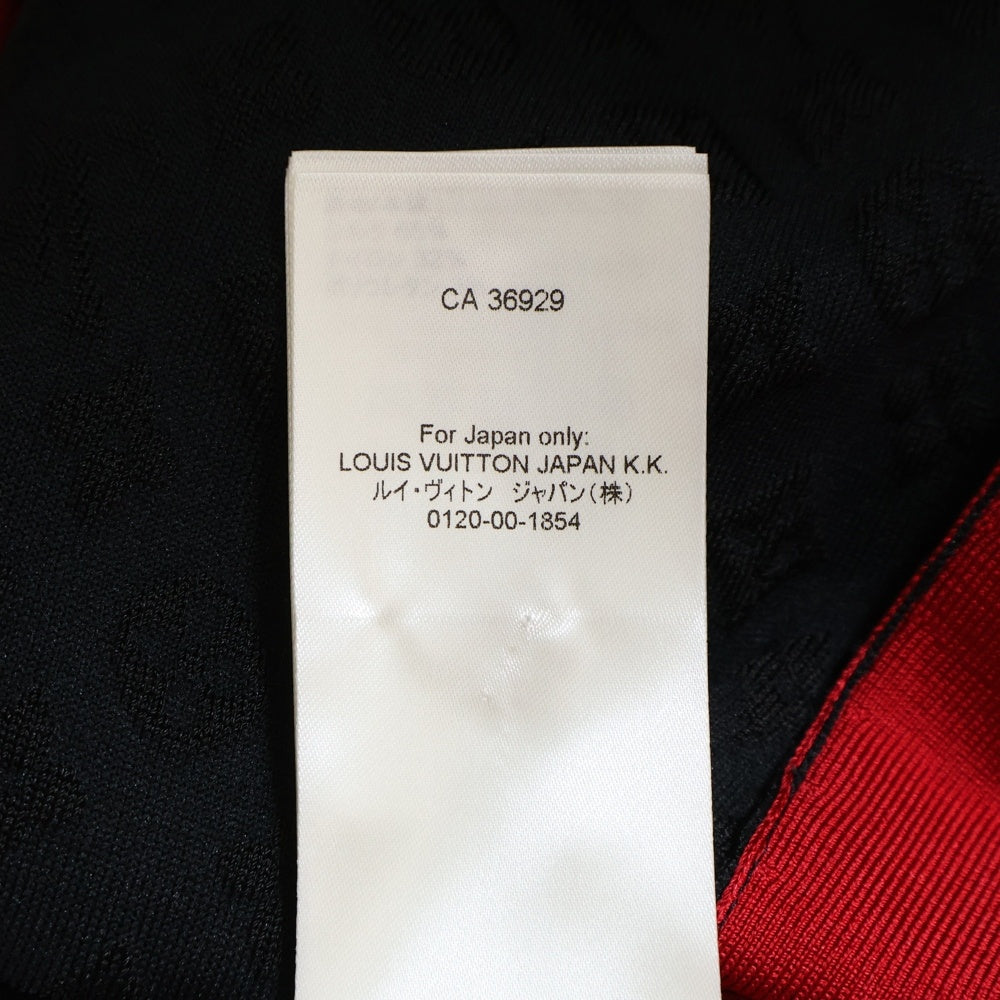 CA 36929
For Japan only:
LOUIS VUITTON JAPAN K.K.
ルイ・ヴィトン ジャパン(株)
0120-00-1854